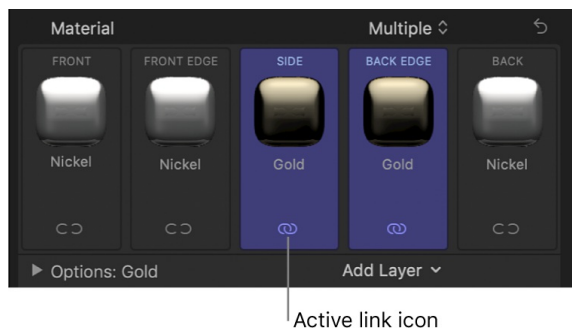 Material Multiple
FRONT FRONT EDGE SIDE BACK EDGE BACK
Nickel Nickel Gold Gold Nickel
Options: Gold Add Layer
Active link icon